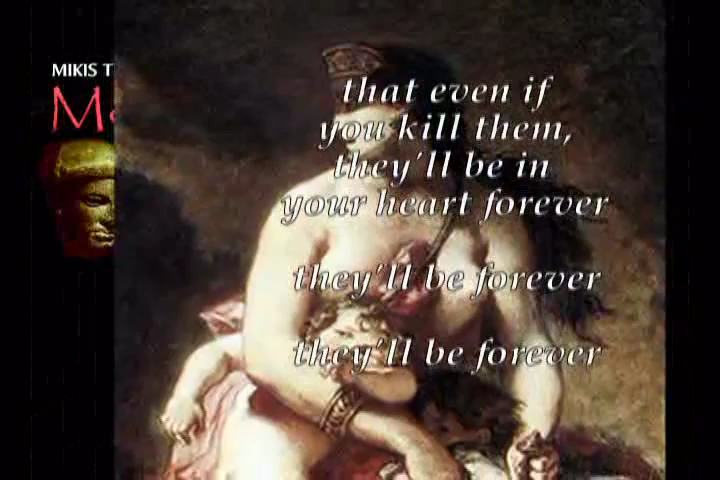 MIKIS T
Me
that even if
you kill them,
they'll be in
your heart forever
they'll be forever
they'll be forever